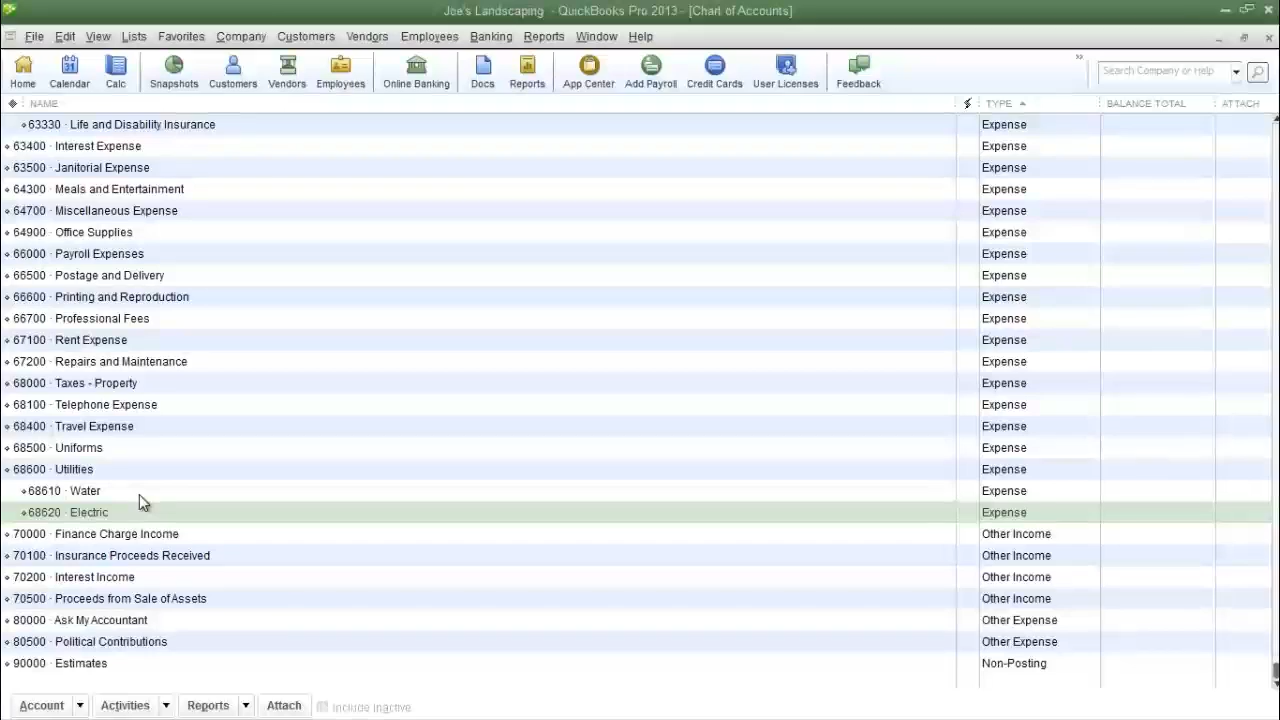 Joe's Landscaping - QuickBooks Pro 2013 - [Chart of Accounts]
File Edit View Lists Favorites Company Customers Vendors Employees Banking Reports Window Help
Home Calendar Calc Snapshots Customers Vendors Employees Online Banking Docs Reports App Center Add Payroll Credit Cards User Licenses Feedback Search Company or Help
NAME TYPE BALANCE TOTAL ATTACH
63330 · Life and Disability Insurance Expense
63400 · Interest Expense Expense
63500 · Janitorial Expense Expense
64300 · Meals and Entertainment Expense
64700 · Miscellaneous Expense Expense
64900 · Office Supplies Expense
66000 · Payroll Expenses Expense
66500 · Postage and Delivery Expense
66600 · Printing and Reproduction Expense
66700 · Professional Fees Expense
67100 · Rent Expense Expense
67200 · Repairs and Maintenance Expense
68000 · Taxes - Property Expense
68100 · Telephone Expense Expense
68400 · Travel Expense Expense
68500 · Uniforms Expense
68600 · Utilities Expense
68610 · Water Expense
68620 · Electric Expense
70000 · Finance Charge Income Other Income
70100 · Insurance Proceeds Received Other Income
70200 · Interest Income Other Income
70500 · Proceeds from Sale of Assets Other Income
80000 · Ask My Accountant Other Expense
80500 · Political Contributions Other Expense
90000 · Estimates Non-Posting
Account Activities Reports Attach Include inactive